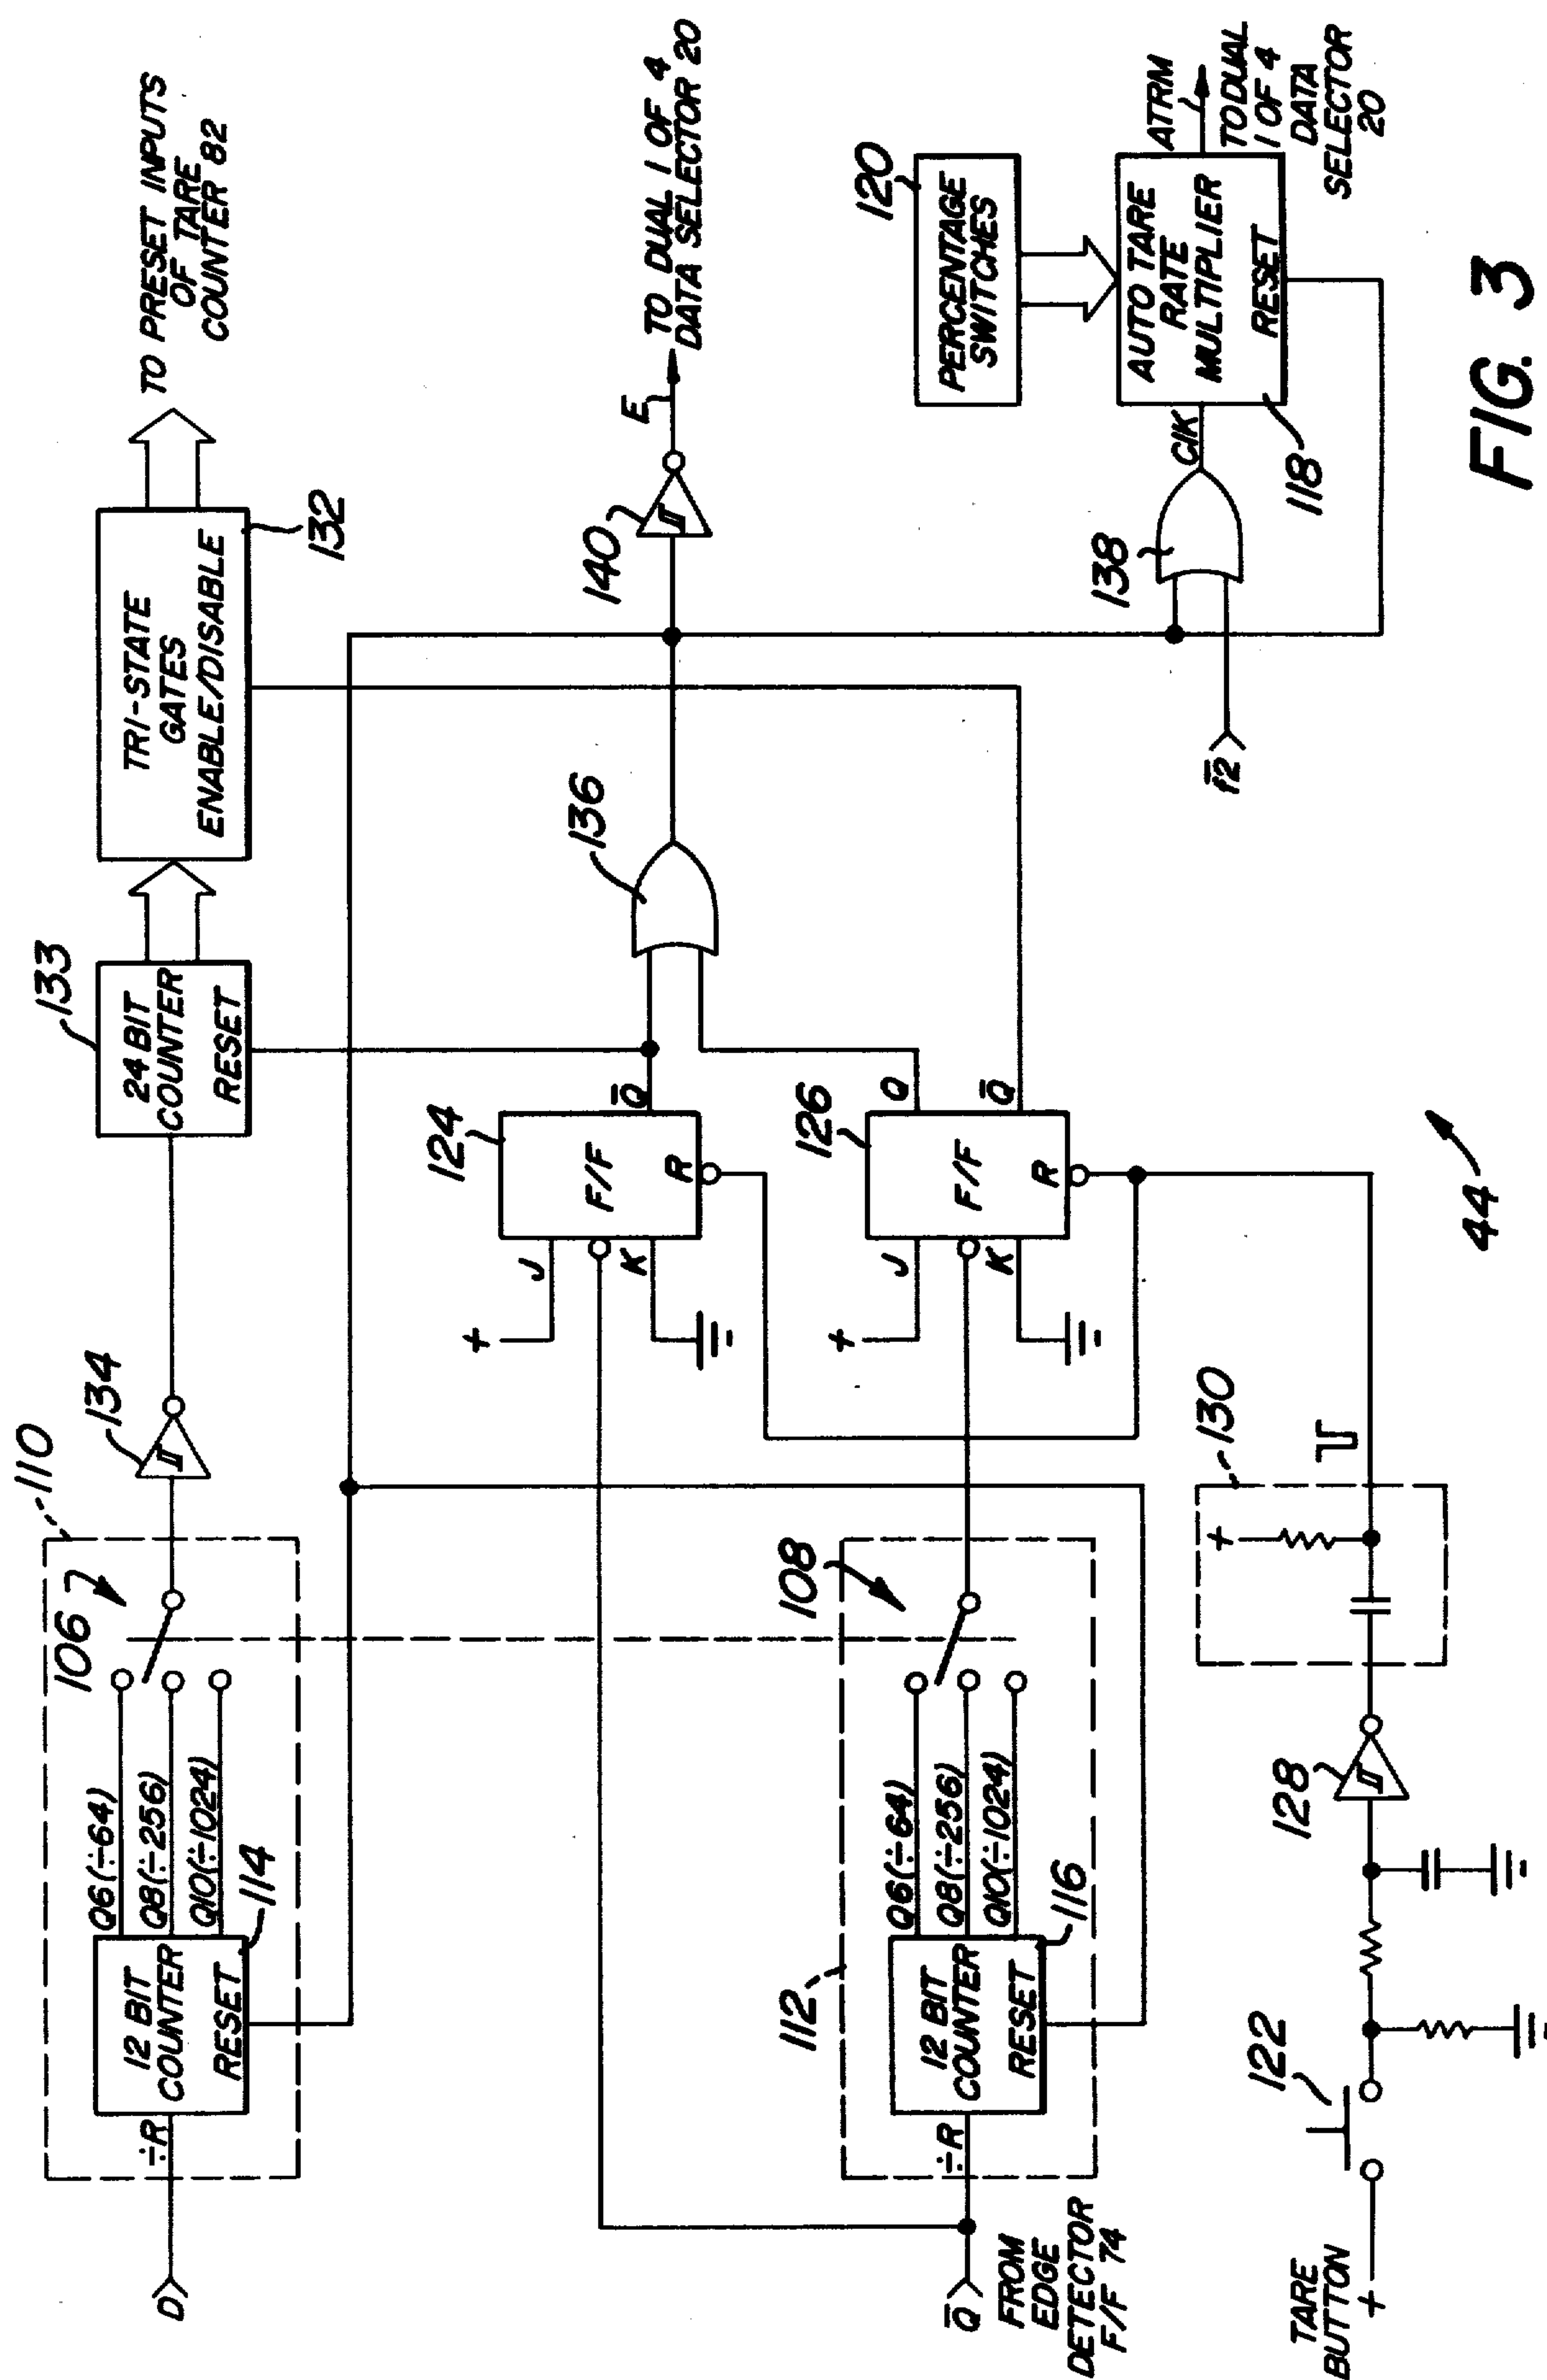 110
106
Q6(÷64)
Q8(÷256)
Q10(÷1024)
12 BIT
COUNTER
RESET
÷R
D
114
134
133
24 BIT
COUNTER
RESET
TRI-STATE
GATES
ENABLE/DISABLE
132
TO PRESET INPUTS
OF TARE
COUNTER 82
124
J
F/F
K
R
Q̅
136
140
E
TO DUAL 1 OF 4
DATA SELECTOR 20
112
108
Q6(÷64)
Q8(÷256)
Q10(÷1024)
12 BIT
COUNTER
RESET
÷R
116
Q̅
FROM
EDGE
DETECTOR
F/F 74
126
J
F/F
K
R
Q
Q̅
+
+
120
PERCENTAGE
SWITCHES
138
f̅2̅
CLK
AUTO TARE
RATE
MULTIPLIER
RESET
118
ATRM
TO DUAL
1 OF 4
DATA
SELECTOR
20
TARE
BUTTON
+
122
128
130
+
44
FIG. 3